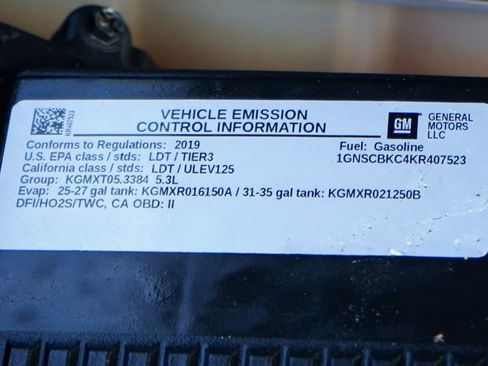 VEHICLE EMISSION
CONTROL INFORMATION
GM
GENERAL
MOTORS
LLC
Conforms to Regulations: 2019
U.S. EPA class / stds: LDT / TIER3
California class / stds: LDT / ULEV125
Group: KGMXT05.3384 5.3L
Evap: 25-27 gal tank: KGMXR016150A / 31-35 gal tank: KGMXR021250B
DFI/HO2S/TWC, CA OBD: II
Fuel: Gasoline
1GNSCBKC4KR407523